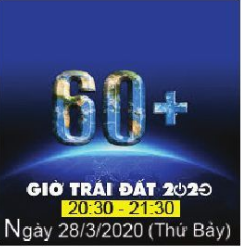 60+
GIỜ TRÁI ĐẤT 2020
20:30 - 21:30
Ngày 28/3/2020 (Thứ Bảy)